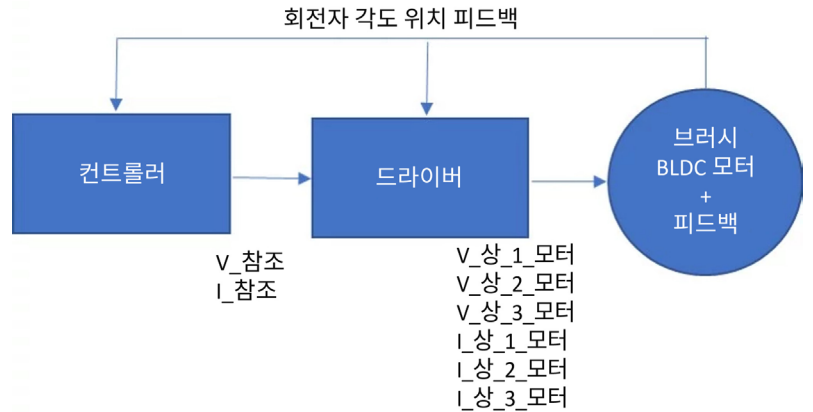 회전자 각도 위치 피드백
컨트롤러
드라이버
브러시
BLDC 모터
+
피드백
V_참조
I_참조
V_상_1_모터
V_상_2_모터
V_상_3_모터
I_상_1_모터
I_상_2_모터
I_상_3_모터